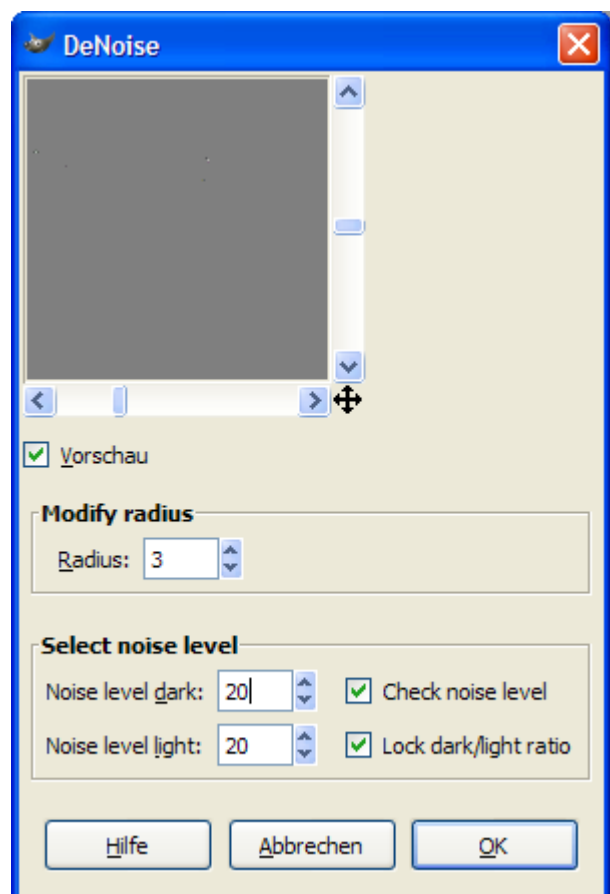 DeNoise
Vorschau
Modify radius
Radius: 3
Select noise level
Noise level dark: 20 Check noise level
Noise level light: 20 Lock dark/light ratio
Hilfe Abbrechen OK